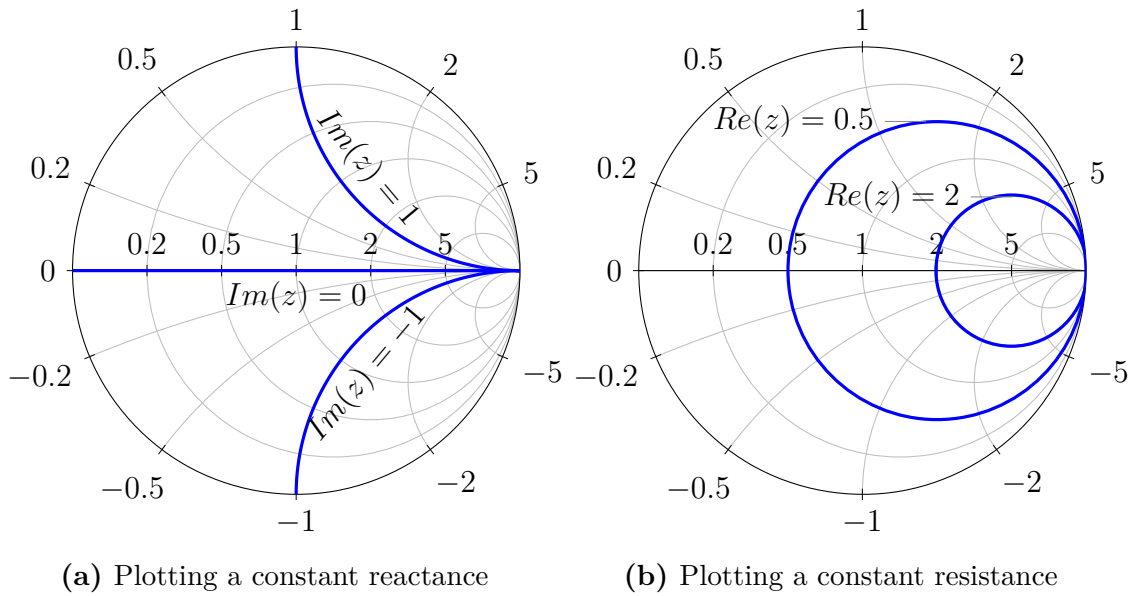 1
0.5
2
Im(z) = 1
0.2
5
0.2 0.5 1 2 5
0
Im(z) = 0
Im(z) = −1
−0.2
−5
−0.5
−2
−1
(a) Plotting a constant reactance
1
0.5
2
Re(z) = 0.5
0.2
5
Re(z) = 2
0.2 0.5 1 2 5
0
−0.2
−5
−0.5
−2
−1
(b) Plotting a constant resistance